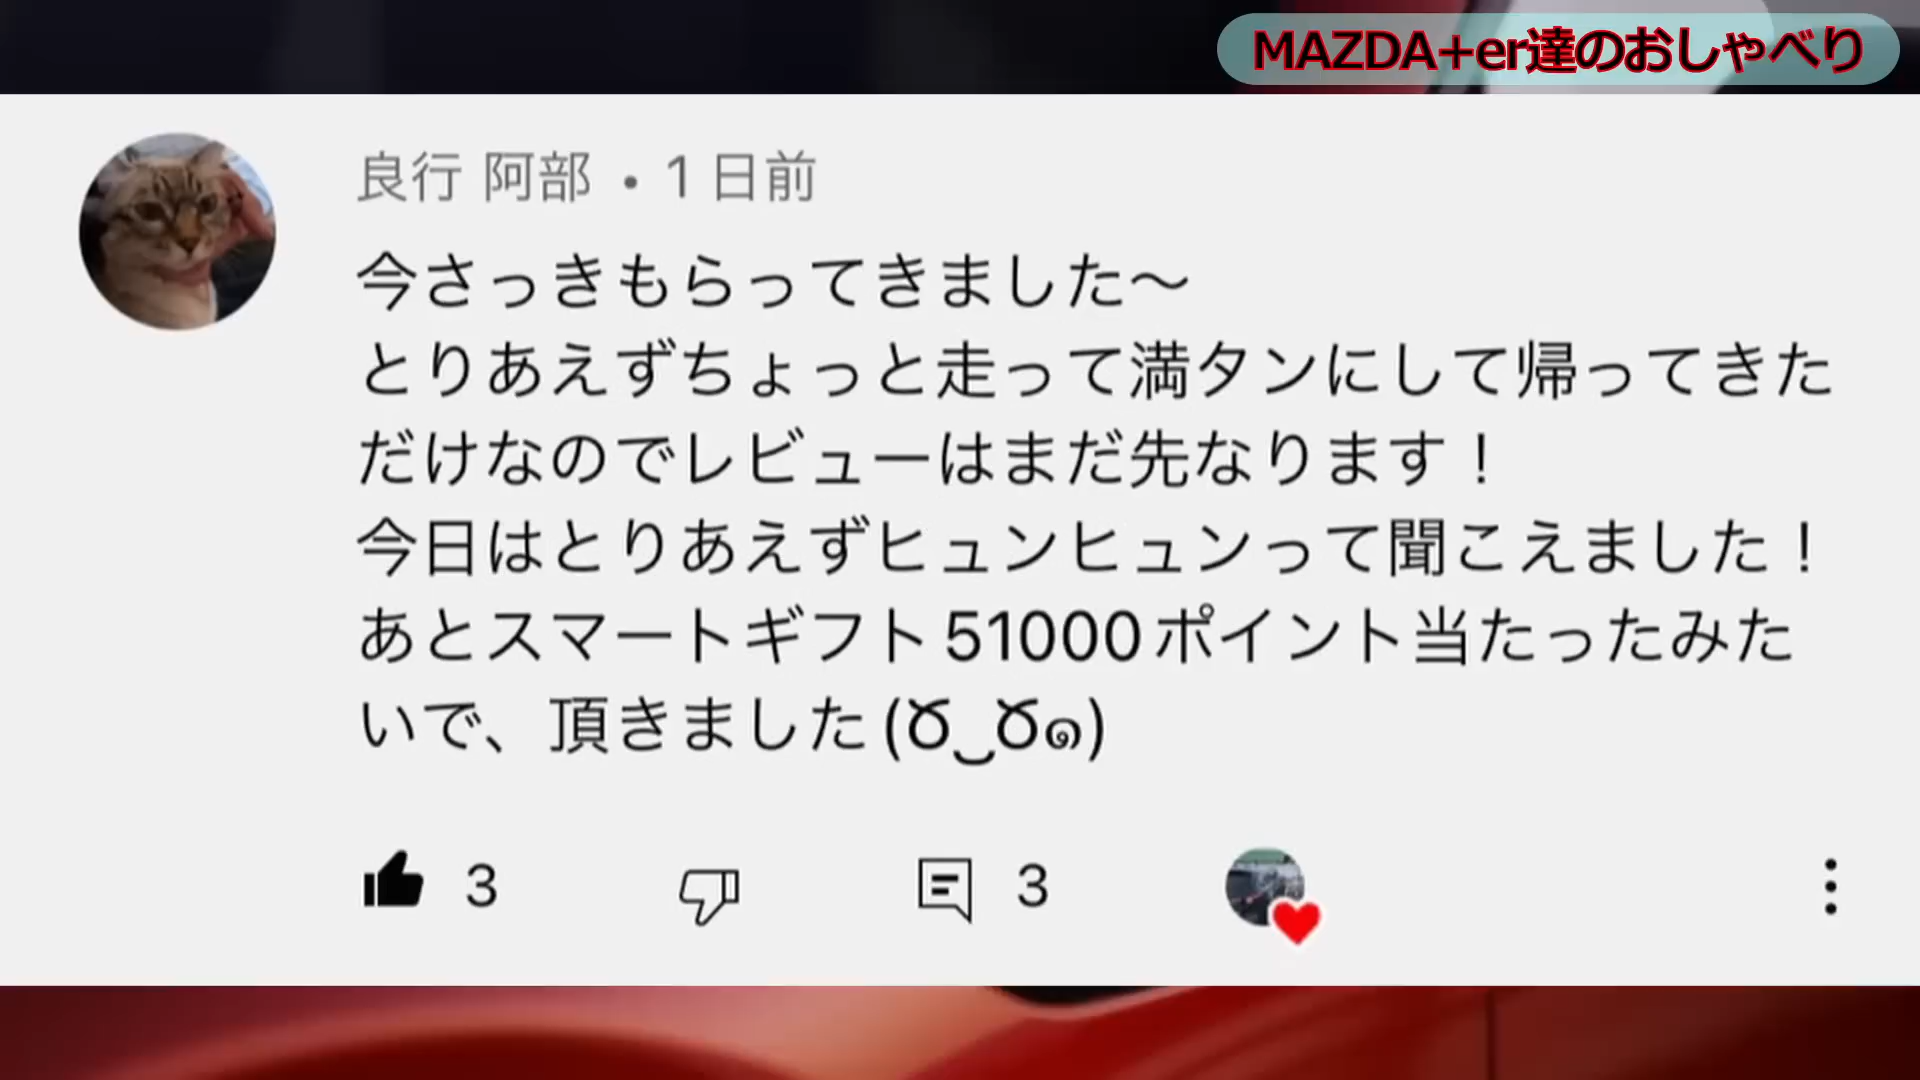 MAZDA+er達のおしゃべり
良行 阿部 • 1 日前
今さっきもらってきました〜
とりあえずちょっと走って満タンにして帰ってきた
だけなのでレビューはまだ先なります！
今日はとりあえずヒュンヒュンって聞こえました！
あとスマートギフト51000ポイント当たったみた
いで、頂きました(ಠ‿ಠ๑)
3 3